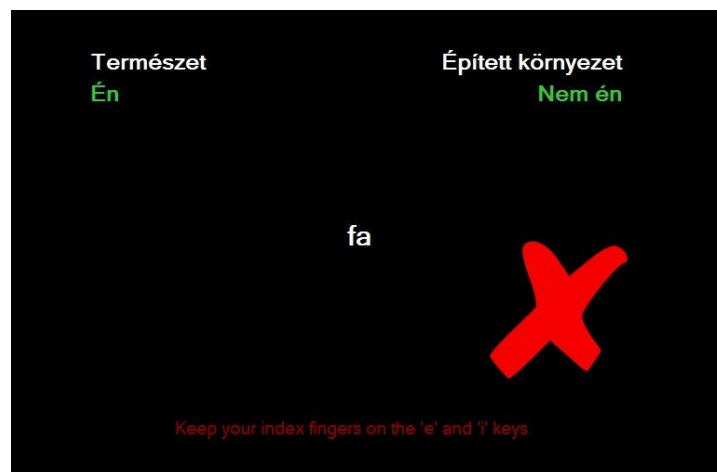 Természet Épített környezet
Én Nem én
fa
Keep your index fingers on the 'e' and 'i' keys